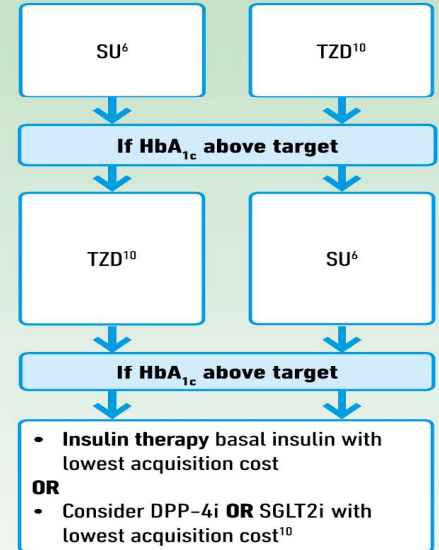 SU⁶ TZD¹⁰
If HbA₁c above target
TZD¹⁰ SU⁶
If HbA₁c above target
• Insulin therapy basal insulin with
lowest acquisition cost
OR
• Consider DPP-4i OR SGLT2i with
lowest acquisition cost¹⁰